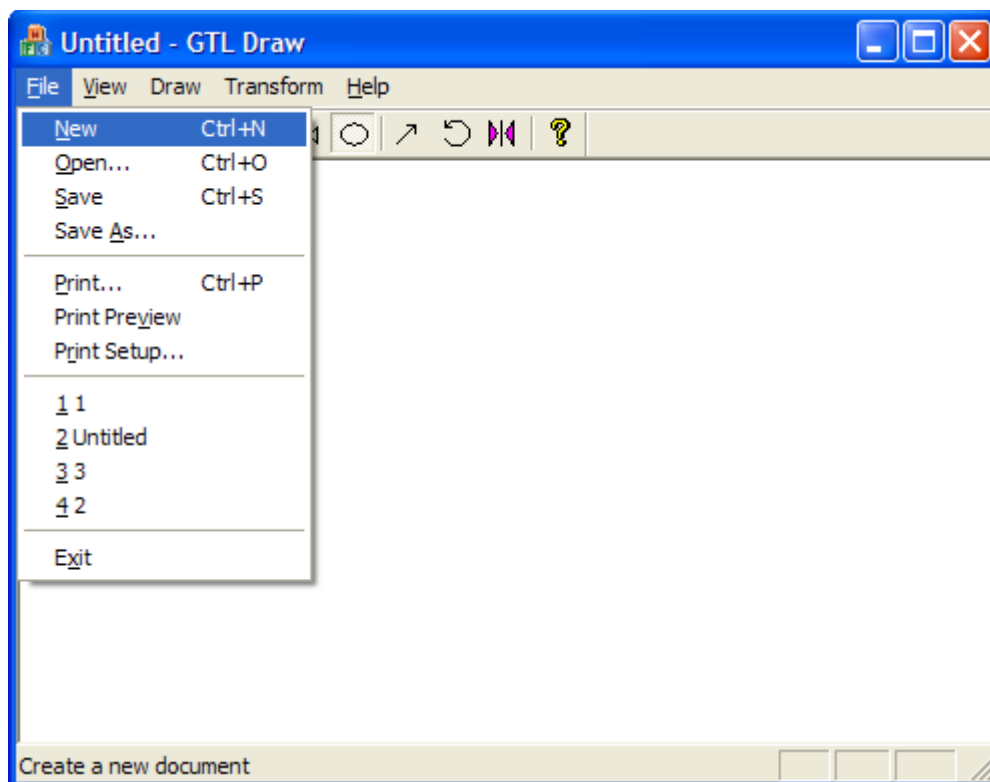 Untitled - GTL Draw
File View Draw Transform Help
New Ctrl+N
Open... Ctrl+O
Save Ctrl+S
Save As...
Print... Ctrl+P
Print Preview
Print Setup...
1 1
2 Untitled
3 3
4 2
Exit
Create a new document